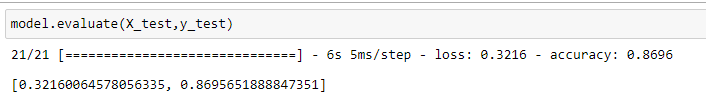 model.evaluate(X_test,y_test)
21/21 [==============================] - 6s 5ms/step - loss: 0.3216 - accuracy: 0.8696
[0.32160064578056335, 0.8695651888847351]